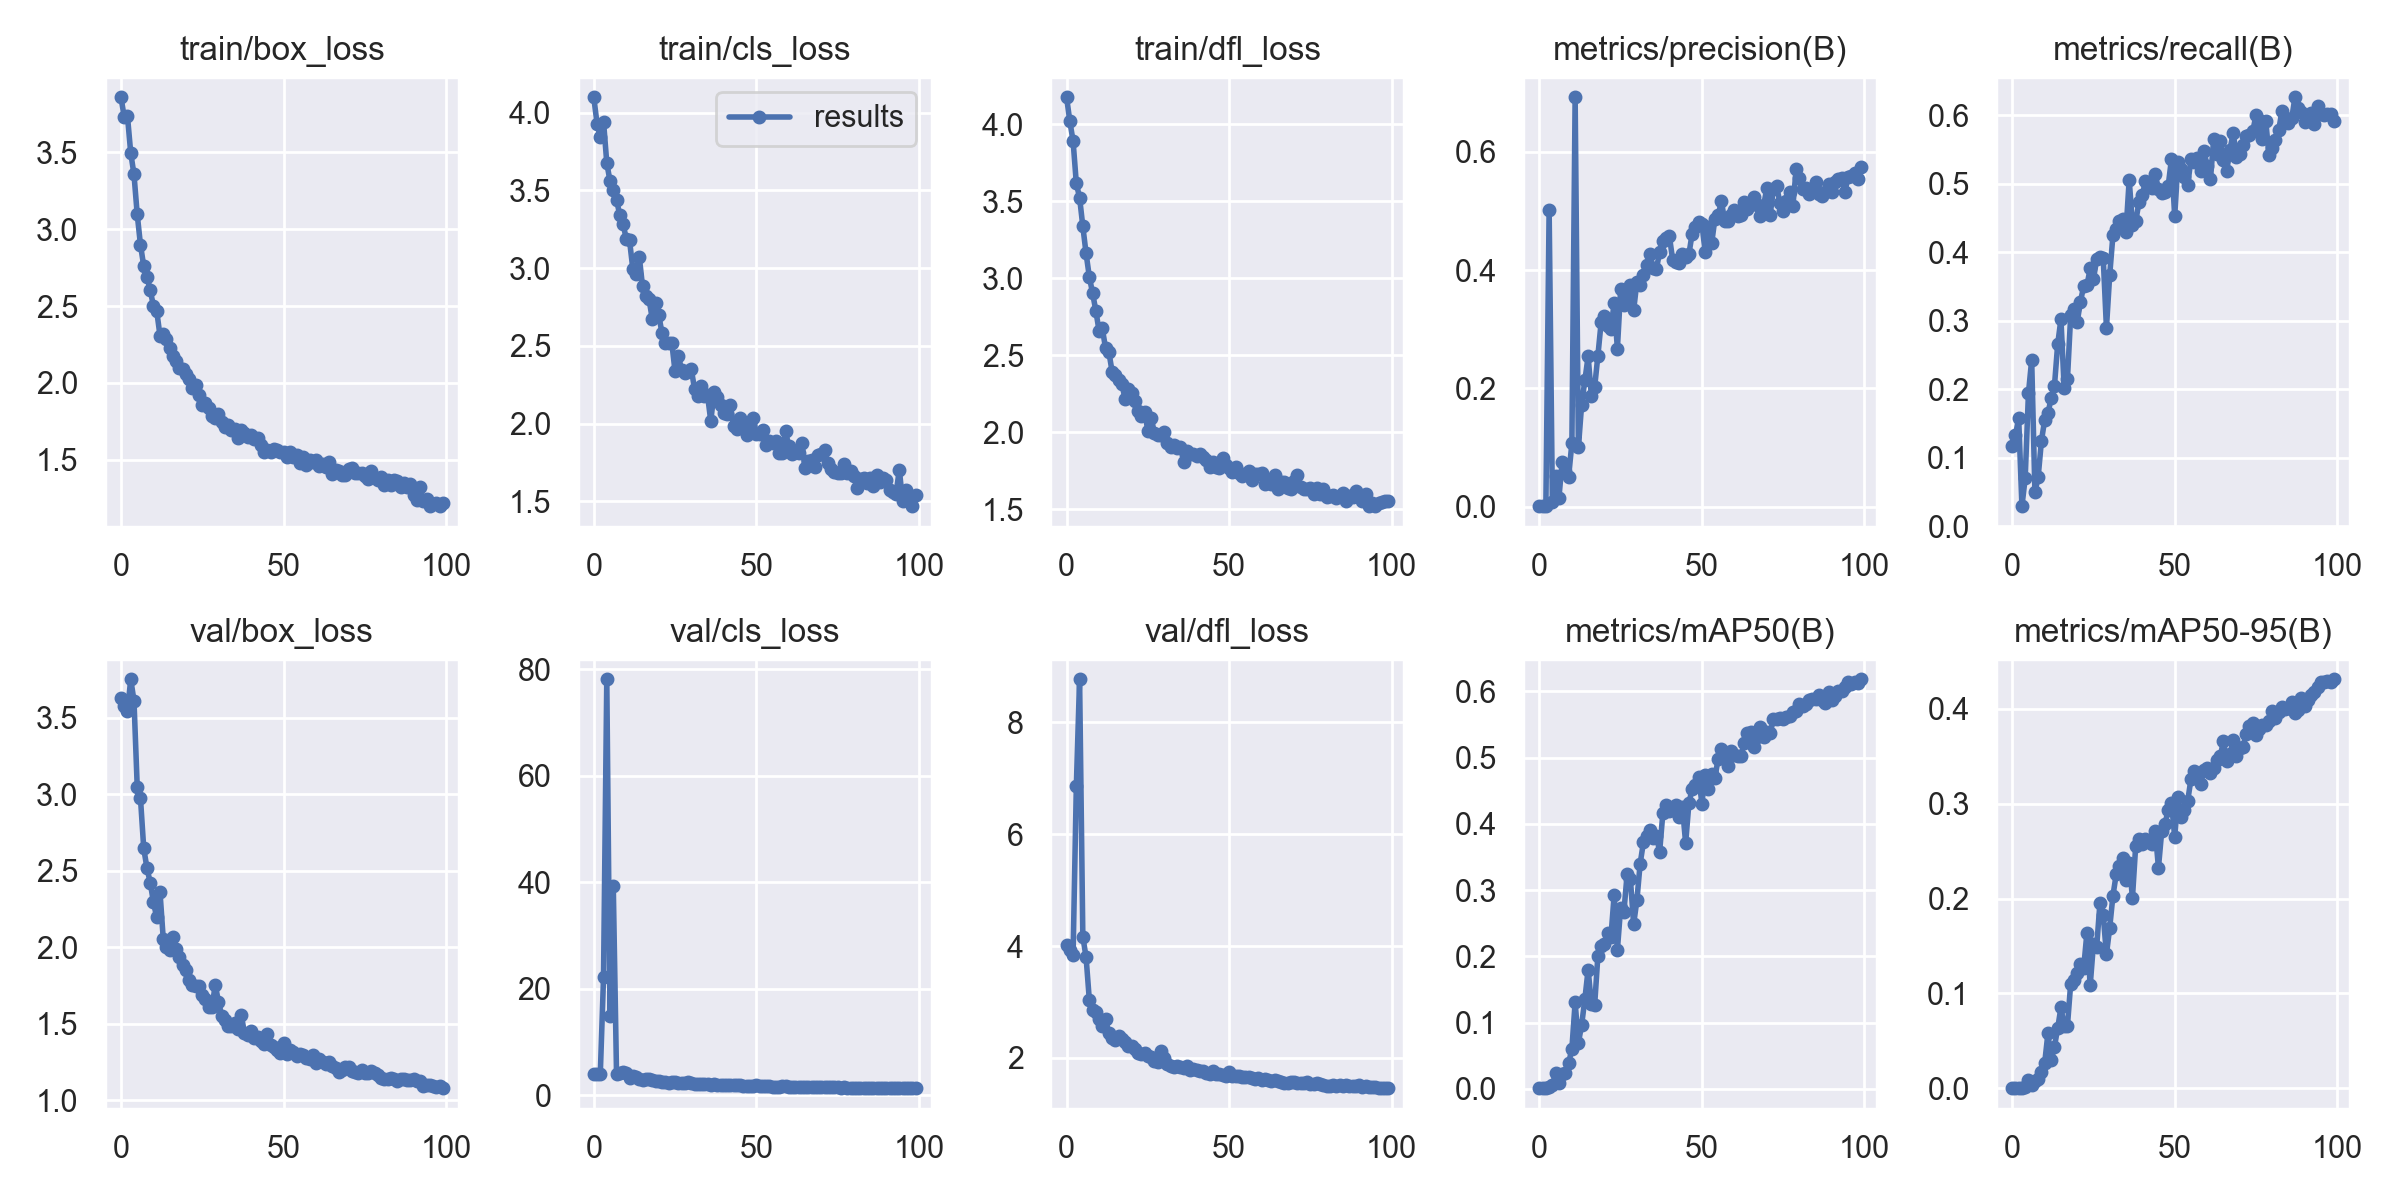 train/box_loss
3.5
3.0
2.5
2.0
1.5
0 50 100
train/cls_loss
results
4.0
3.5
3.0
2.5
2.0
1.5
0 50 100
train/dfl_loss
4.0
3.5
3.0
2.5
2.0
1.5
0 50 100
metrics/precision(B)
0.6
0.4
0.2
0.0
0 50 100
metrics/recall(B)
0.6
0.5
0.4
0.3
0.2
0.1
0.0
0 50 100
val/box_loss
3.5
3.0
2.5
2.0
1.5
1.0
0 50 100
val/cls_loss
80
60
40
20
0
0 50 100
val/dfl_loss
8
6
4
2
0 50 100
metrics/mAP50(B)
0.6
0.5
0.4
0.3
0.2
0.1
0.0
0 50 100
metrics/mAP50-95(B)
0.4
0.3
0.2
0.1
0.0
0 50 100